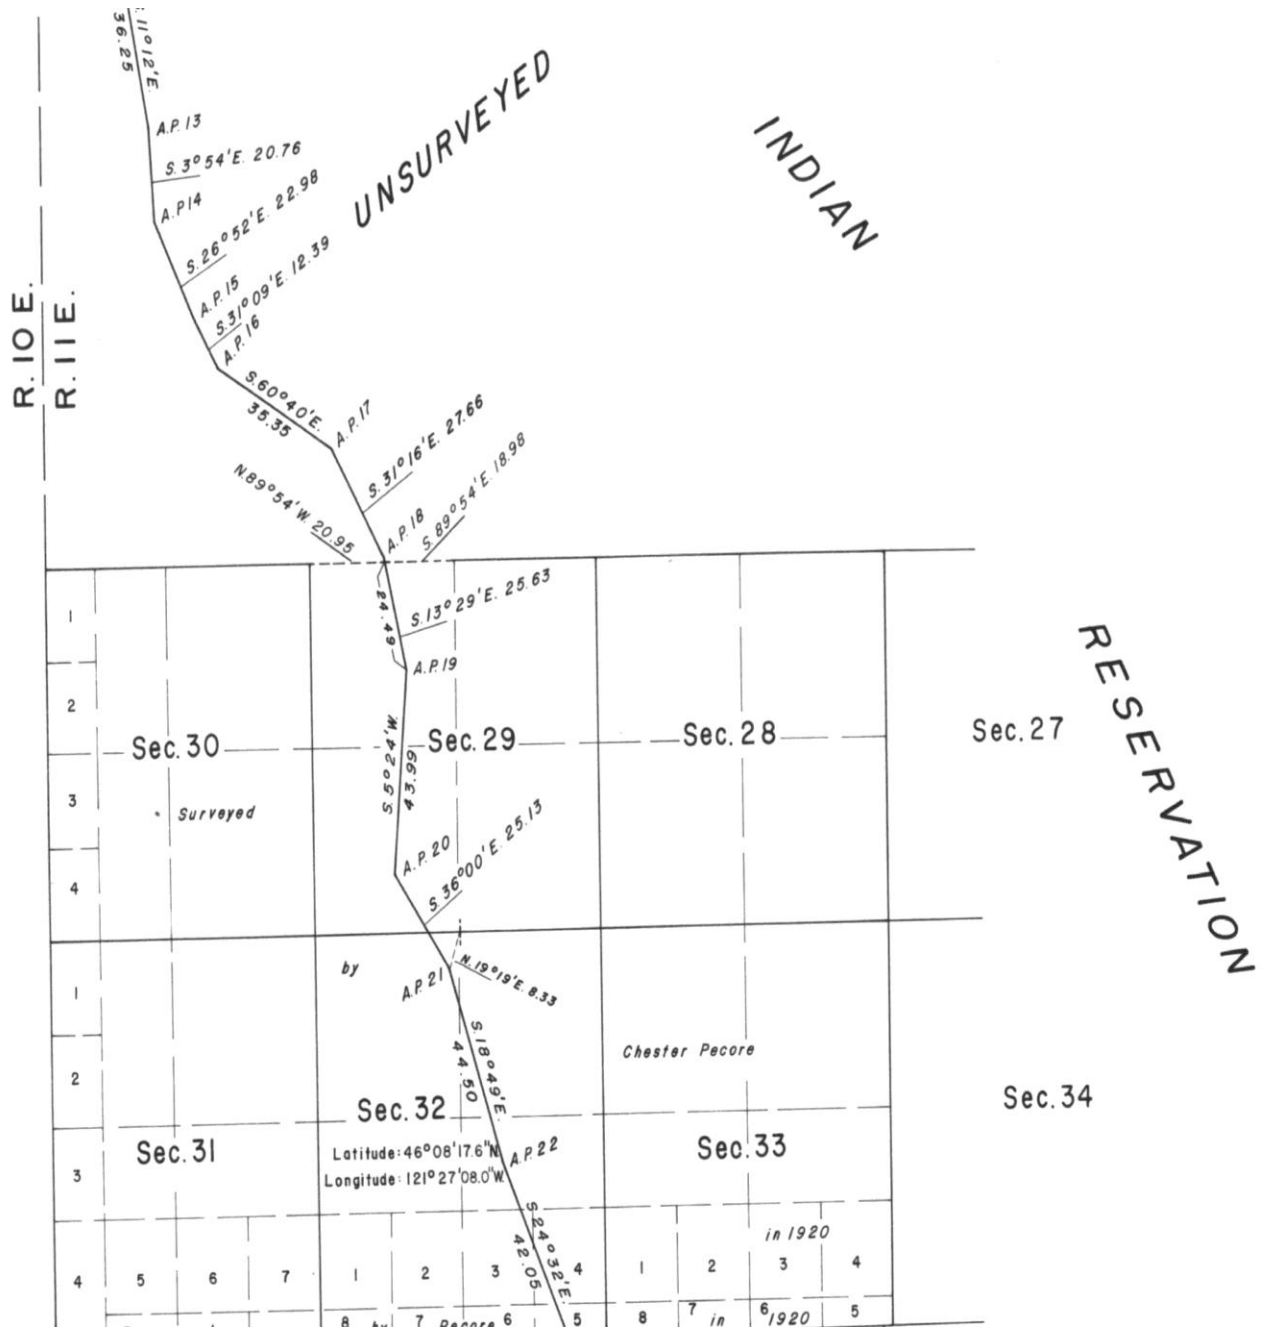 11°12'E.
36.25
A.P. 13
S. 3°54'E. 20.76
A.P 14
S. 26°52'E. 22.98
A.P. 15
S. 31°09'E. 12.39
A.P. 16
UNSURVEYED
INDIAN
R. 10 E.
R. 11 E.
S. 60°40'E.
35.35
A.P. 17
S. 31°16'E. 27.66
N. 89°54'W. 20.95
A.P. 18
S. 89°54'E. 18.98
1
24.49
S. 13°29'E. 25.63
A.P. 19
RESERVATION
2
Sec. 30
S. 5°24'W.
43.99
Sec. 29
Sec. 28
Sec. 27
3
Surveyed
A.P. 20
S. 36°00'E. 25.13
4
1
by
A.P. 21
N. 19°19'E. 8.33
S. 18°49'E.
44.50
Chester Pecore
2
Sec. 32
Sec. 34
Sec. 31
Latitude: 46°08'17.6"N.
A.P. 22
Sec. 33
3
Longitude: 121°27'08.0"W.
S. 24°32'E.
42.05
in 1920
4 5 6 7 1 2 3 4 1 2 3 4
8 by 7 Pecore 6 5 8 7 in 6 1920 5